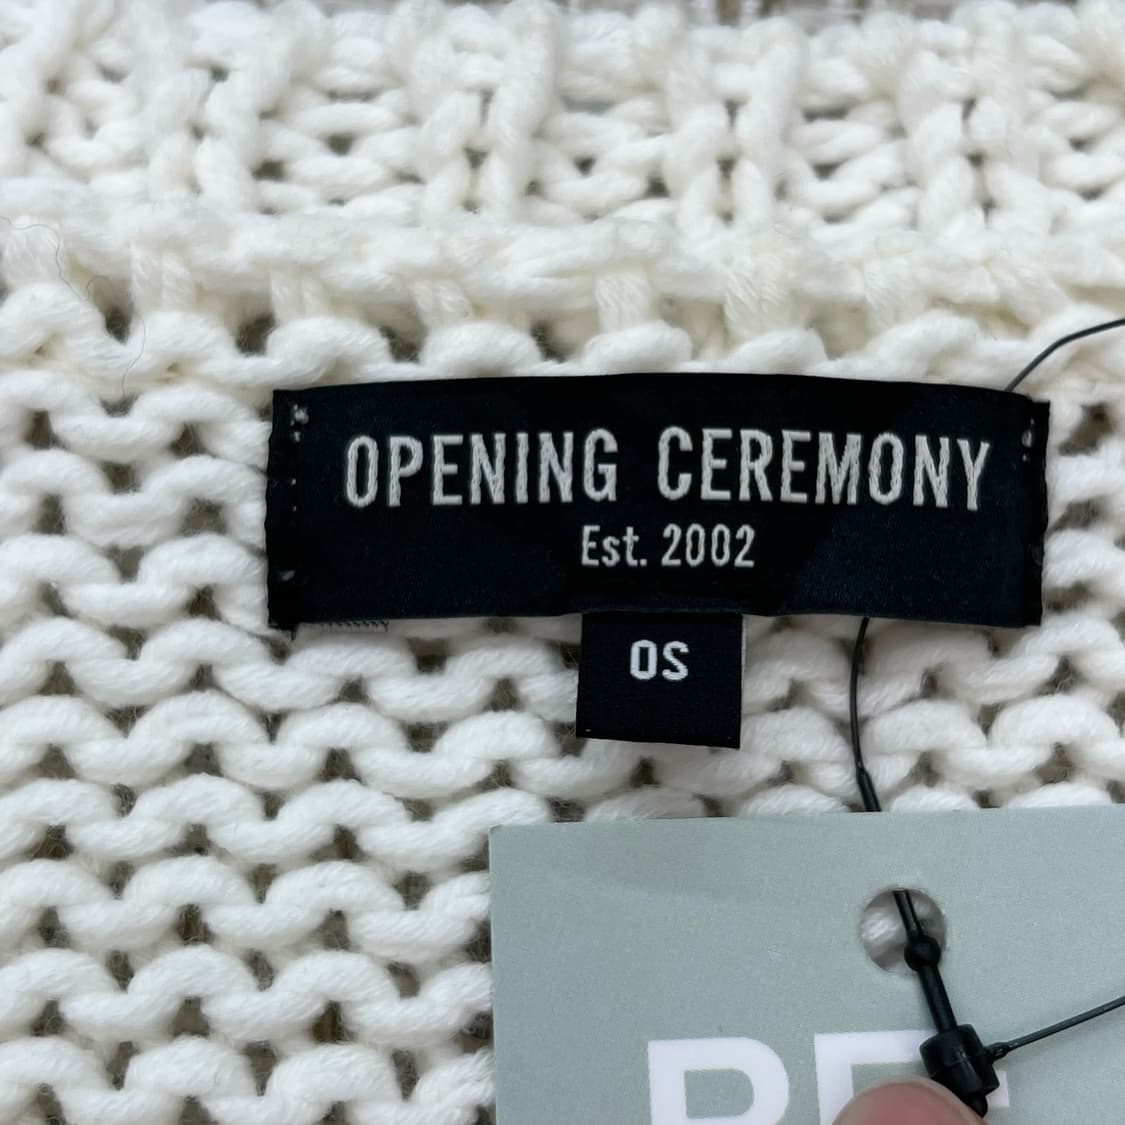 OPENING CEREMONY
Est. 2002
OS